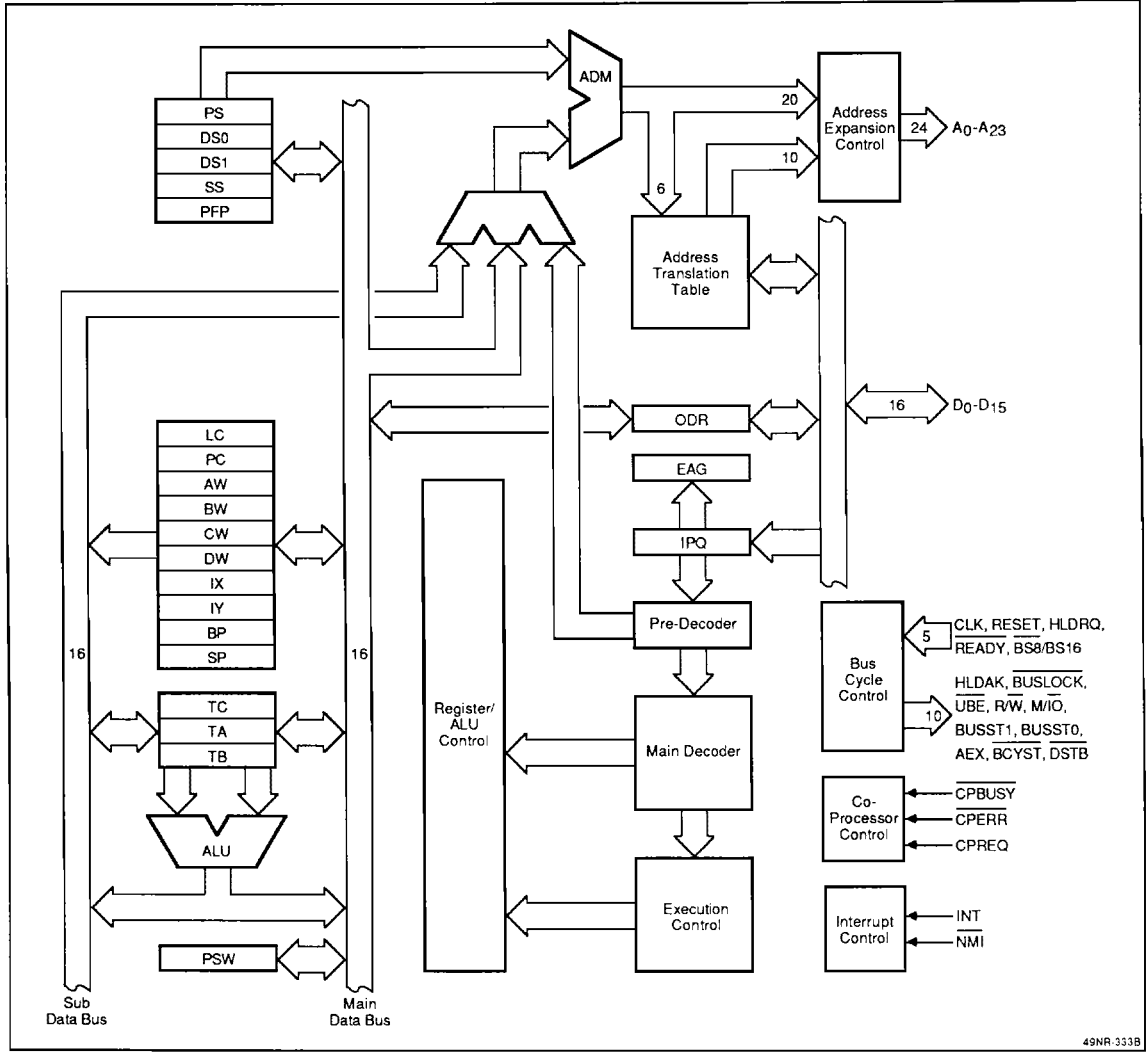 PS
DS0
DS1
SS
PFP
ADM
20
Address
Expansion
Control
24
A0-A23
10
6
Address
Translation
Table
16
D0-D15
ODR
EAG
IPQ
Pre-Decoder
Main Decoder
Execution
Control
Register/
ALU
Control
LC
PC
AW
BW
CW
DW
IX
IY
BP
SP
16
16
TC
TA
TB
ALU
PSW
Sub
Data Bus
Main
Data Bus
Bus
Cycle
Control
5
CLK, RESET, HLDRQ,
READY, BS8/BS16
10
HLDAK, BUSLOCK,
UBE, R/W, M/IO,
BUSST1, BUSST0,
AEX, BCYST, DSTB
Co-
Processor
Control
CPBUSY
CPERR
CPREQ
Interrupt
Control
INT
NMI
49NR-333B